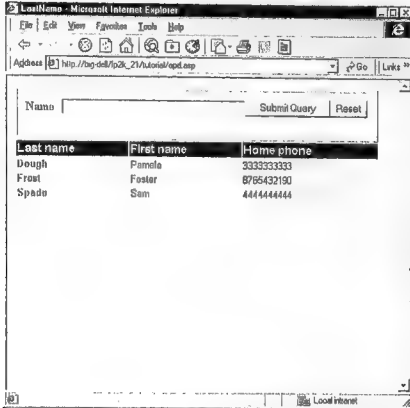 LastName - Microsoft Internet Explorer
File Edit View Favorites Tools Help
Address http://big-dell/lp2k_21/tutorial/apd.asp Go Links »
Name Submit Query Reset
Last name First name Home phone
Dough Pamela 3333333333
Frost Foster 8765432190
Spade Sam 4444444444
Local intranet